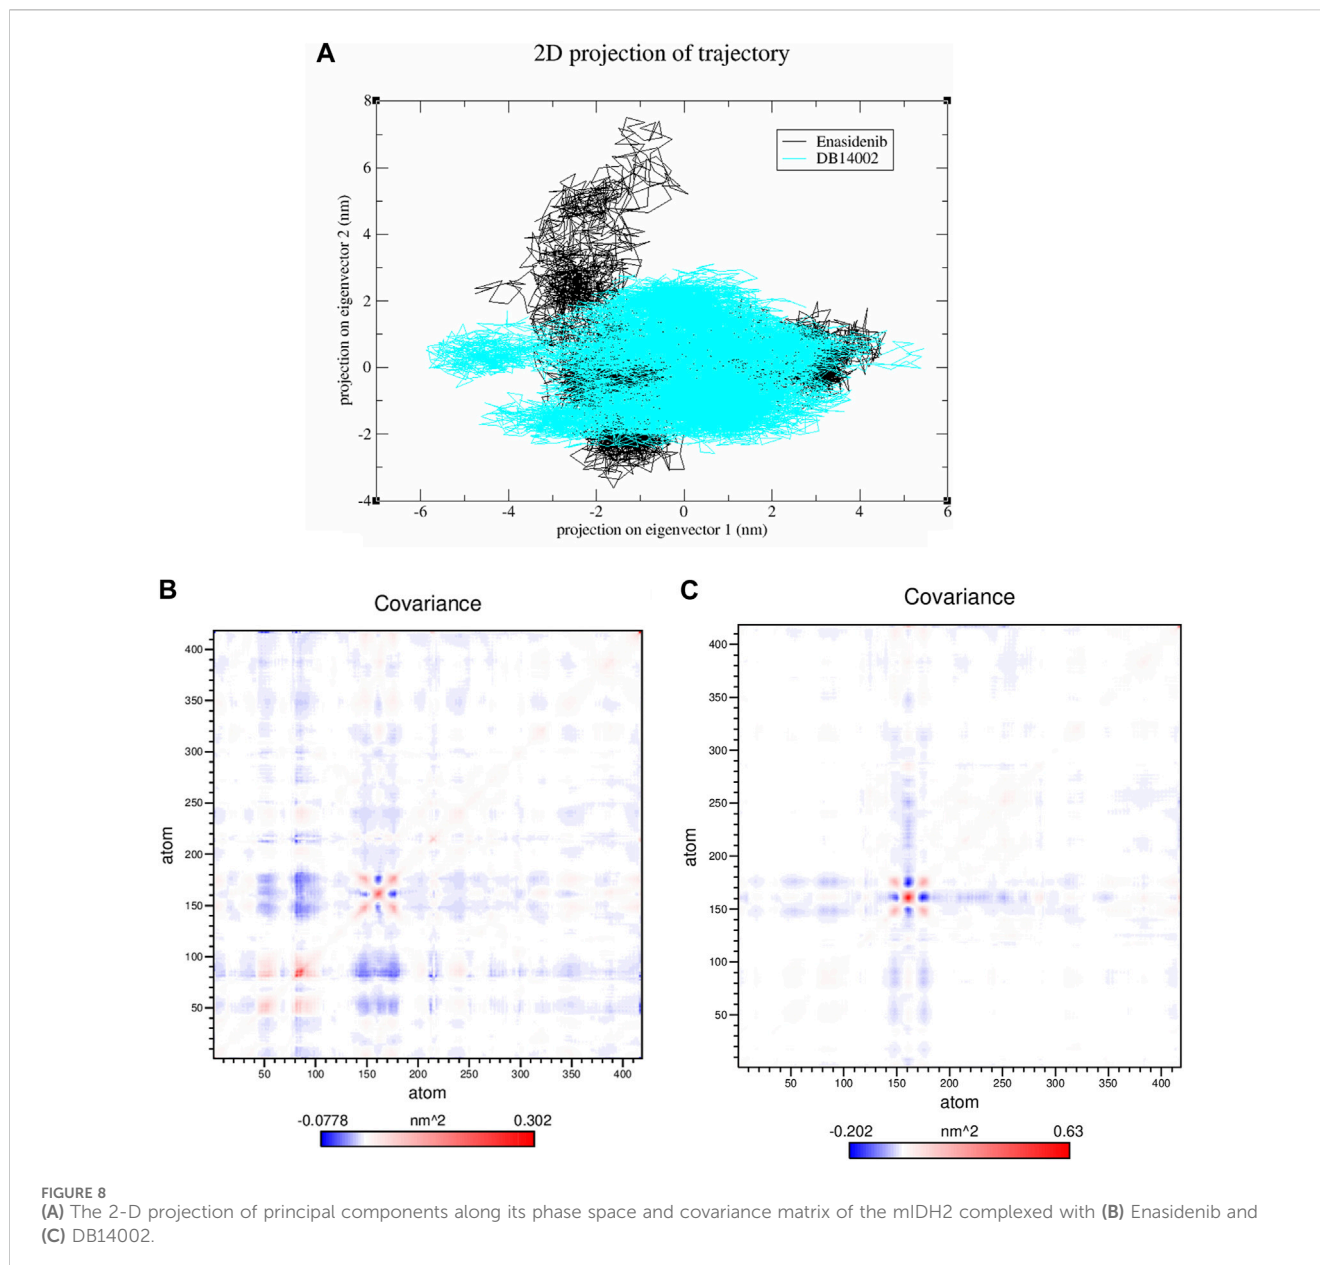 A
2D projection of trajectory
Enasidenib
DB14002
projection on eigenvector 2 (nm)
8
6
4
2
0
-2
-4
-6
-4
-2
0
2
4
6
projection on eigenvector 1 (nm)
B
Covariance
atom
400
350
300
250
200
150
100
50
50 100 150 200 250 300 350 400
atom
-0.0778 nm^2 0.302
C
Covariance
atom
400
350
300
250
200
150
100
50
50 100 150 200 250 300 350 400
atom
-0.202 nm^2 0.63
FIGURE 8
(A) The 2-D projection of principal components along its phase space and covariance matrix of the mIDH2 complexed with (B) Enasidenib and
(C) DB14002.